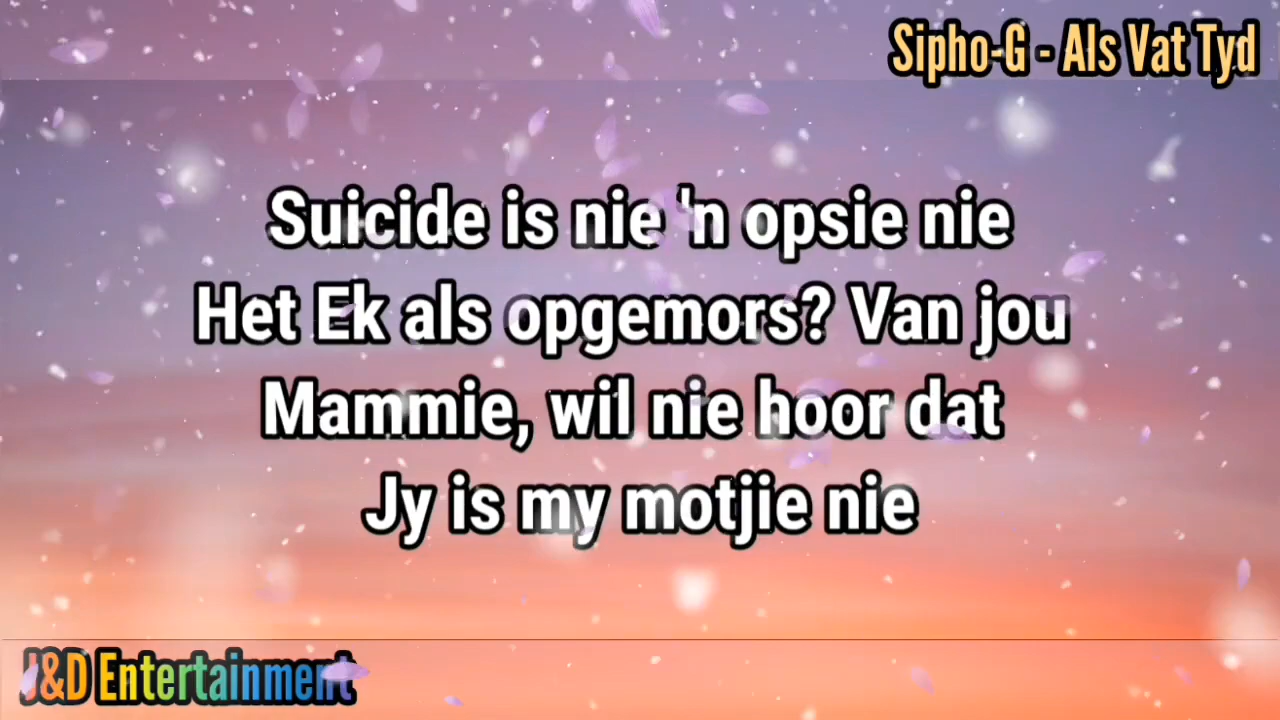 Sipho-G - Als Vat Tyd
Suicide is nie 'n opsie nie
Het Ek als opgemors? Van jou
Mammie, wil nie hoor dat
Jy is my motjie nie
J&D Entertainment